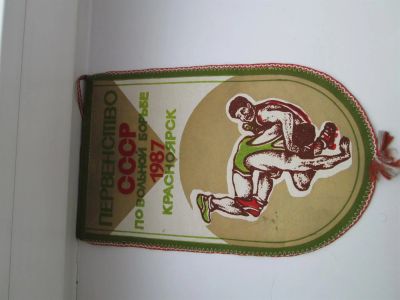 ПЕРВЕНСТВО
СССР
ПО ВОЛЬНОЙ БОРЬБЕ
1987
КРАСНОЯРСК